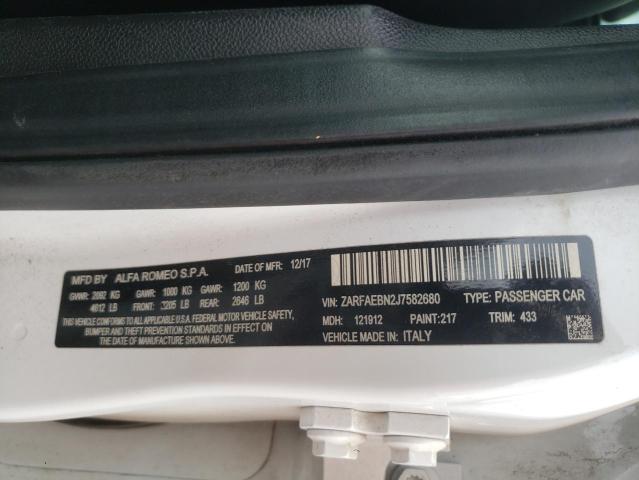 MFD BY ALFA ROMEO S.P.A. DATE OF MFR: 12/17
GVWR: 2092 KG GAWR: 1000 KG GAWR: 1200 KG
4612 LB FRONT: 2205 LB REAR: 2646 LB
THIS VEHICLE CONFORMS TO ALL APPLICABLE U.S.A. FEDERAL MOTOR VEHICLE SAFETY,
BUMPER AND THEFT PREVENTION STANDARDS IN EFFECT ON
THE DATE OF MANUFACTURE SHOWN ABOVE.
VIN: ZARFAEBN2J7582680 TYPE: PASSENGER CAR
MDH: 121912 PAINT:217 TRIM: 433
VEHICLE MADE IN: ITALY